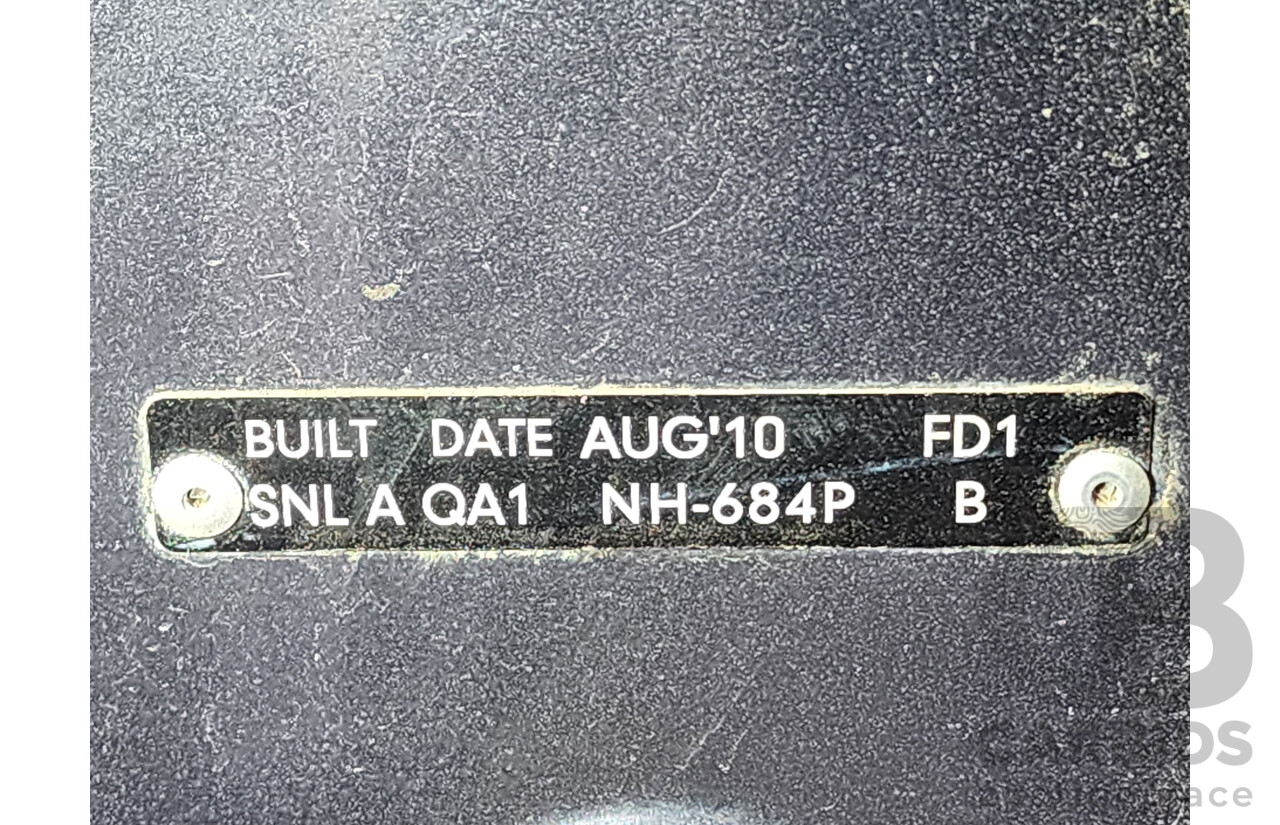 BUILT DATE AUG'10 FD1
SNL A QA1 NH-684P B